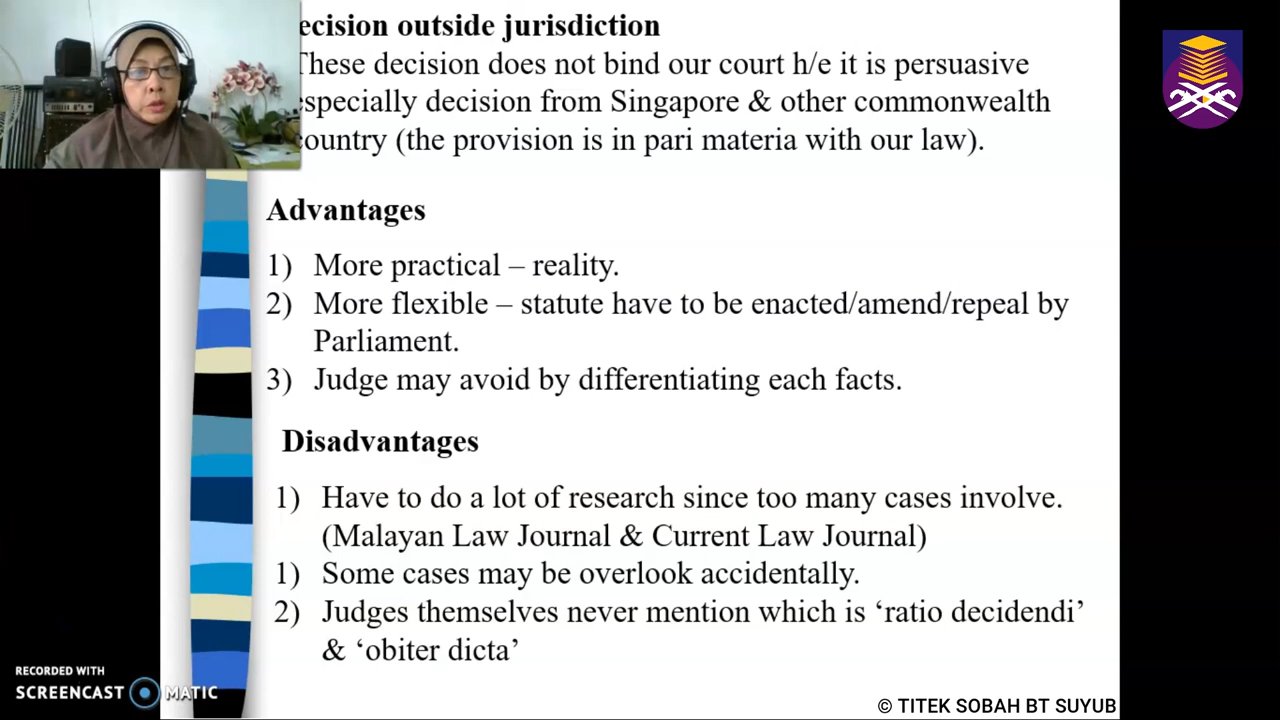 ecision outside jurisdiction
These decision does not bind our court h/e it is persuasive
especially decision from Singapore & other commonwealth
country (the provision is in pari materia with our law).
Advantages
1) More practical – reality.
2) More flexible – statute have to be enacted/amend/repeal by
Parliament.
3) Judge may avoid by differentiating each facts.
Disadvantages
1) Have to do a lot of research since too many cases involve.
(Malayan Law Journal & Current Law Journal)
1) Some cases may be overlook accidentally.
2) Judges themselves never mention which is ‘ratio decidendi’
& ‘obiter dicta’
RECORDED WITH
SCREENCAST MATIC
© TITEK SOBAH BT SUYUB